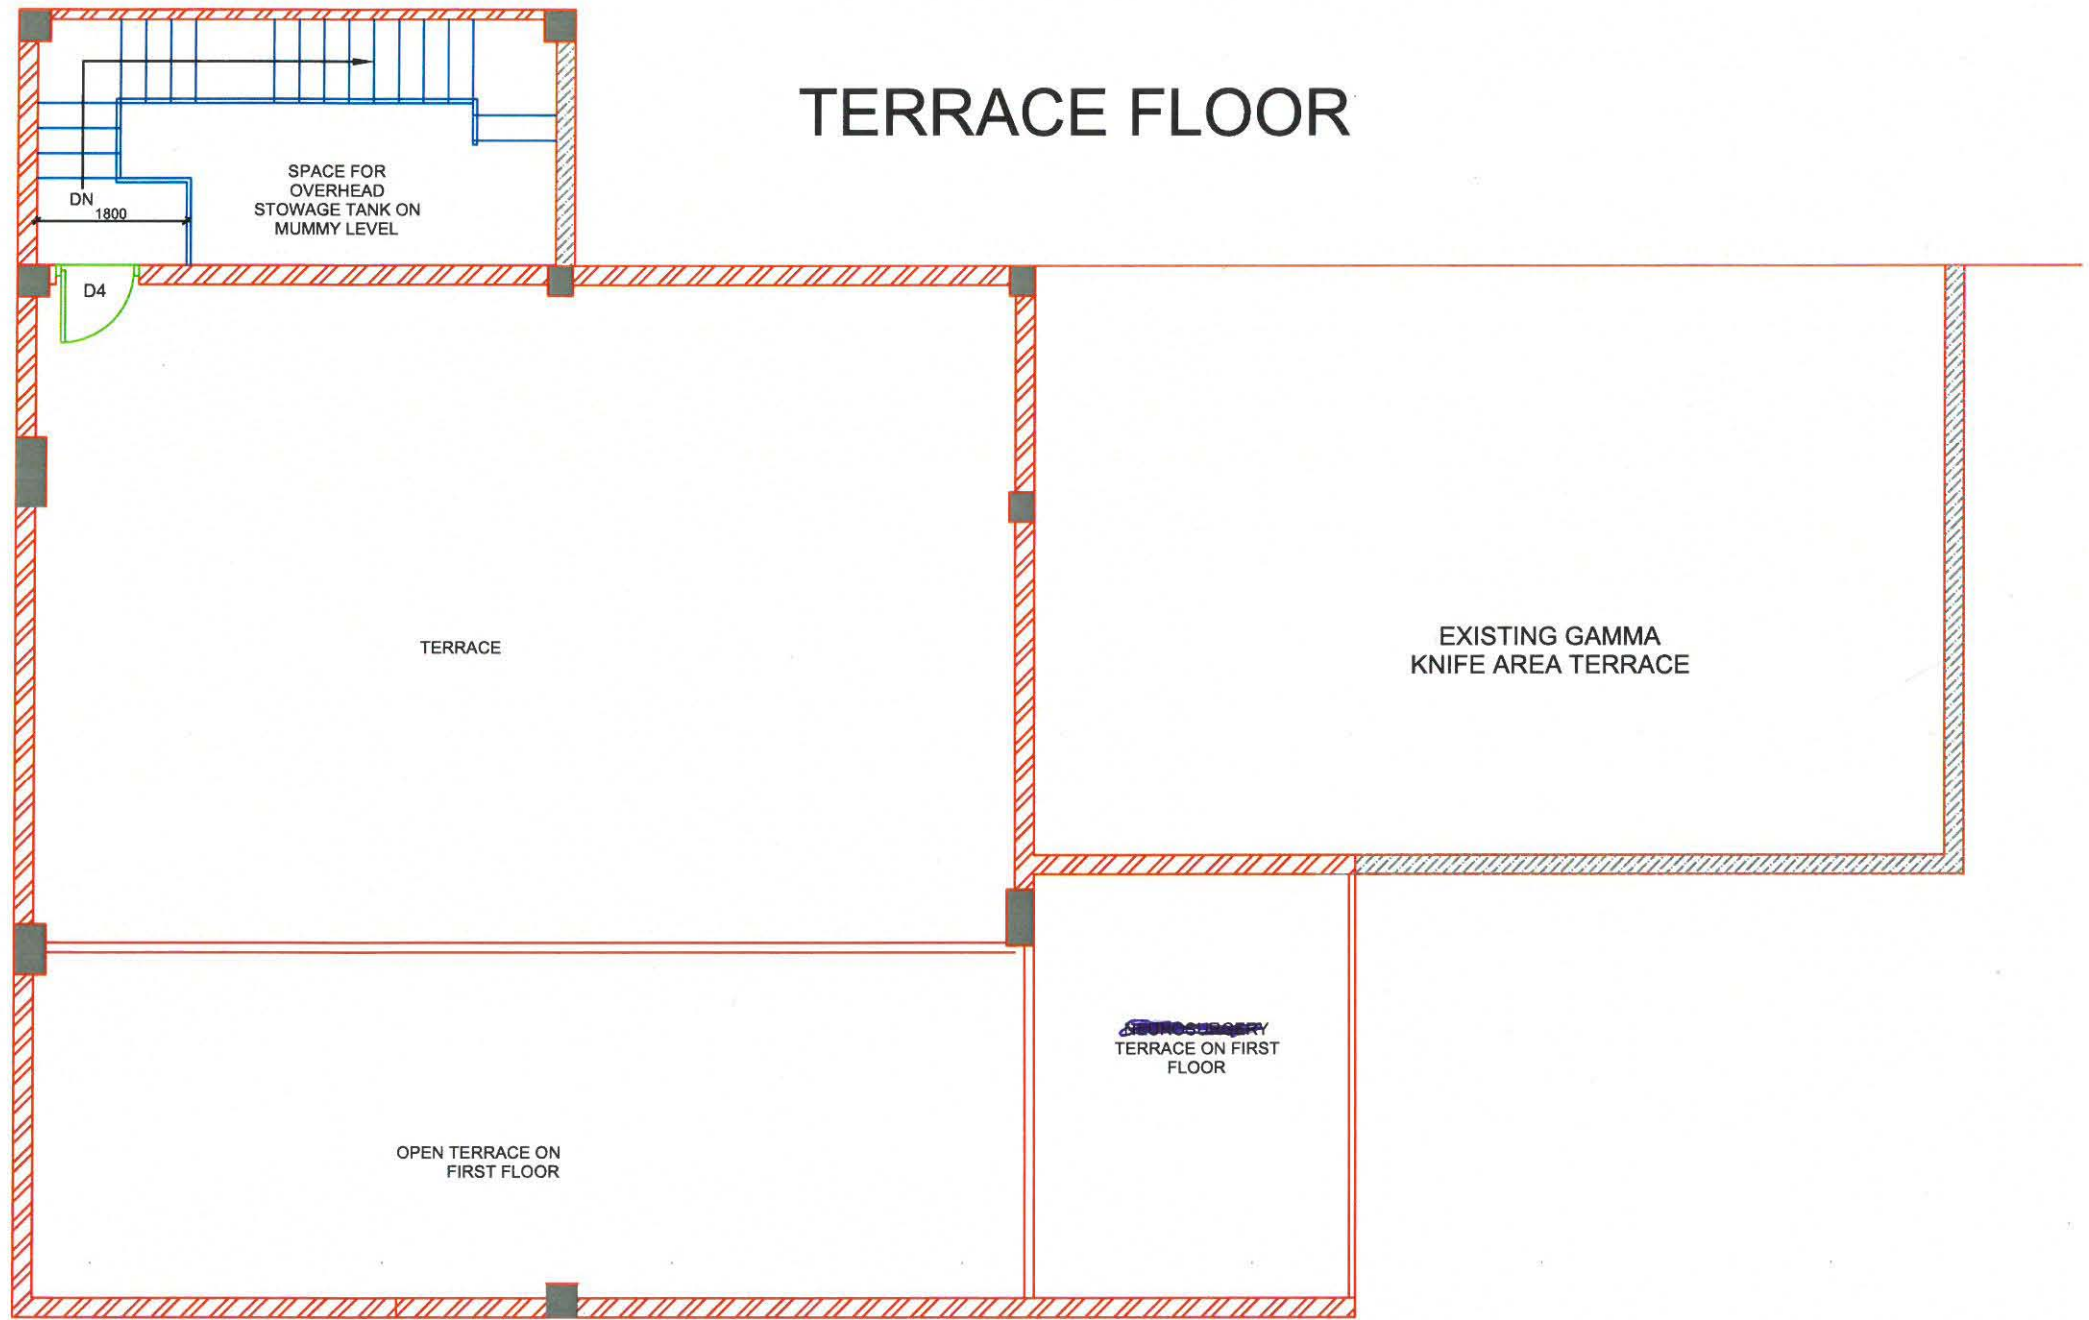 TERRACE FLOOR
SPACE FOR
OVERHEAD
STOWAGE TANK ON
MUMMY LEVEL
DN
1800
D4
TERRACE
EXISTING GAMMA
KNIFE AREA TERRACE
NEUROSURGERY
TERRACE ON FIRST
FLOOR
OPEN TERRACE ON
FIRST FLOOR